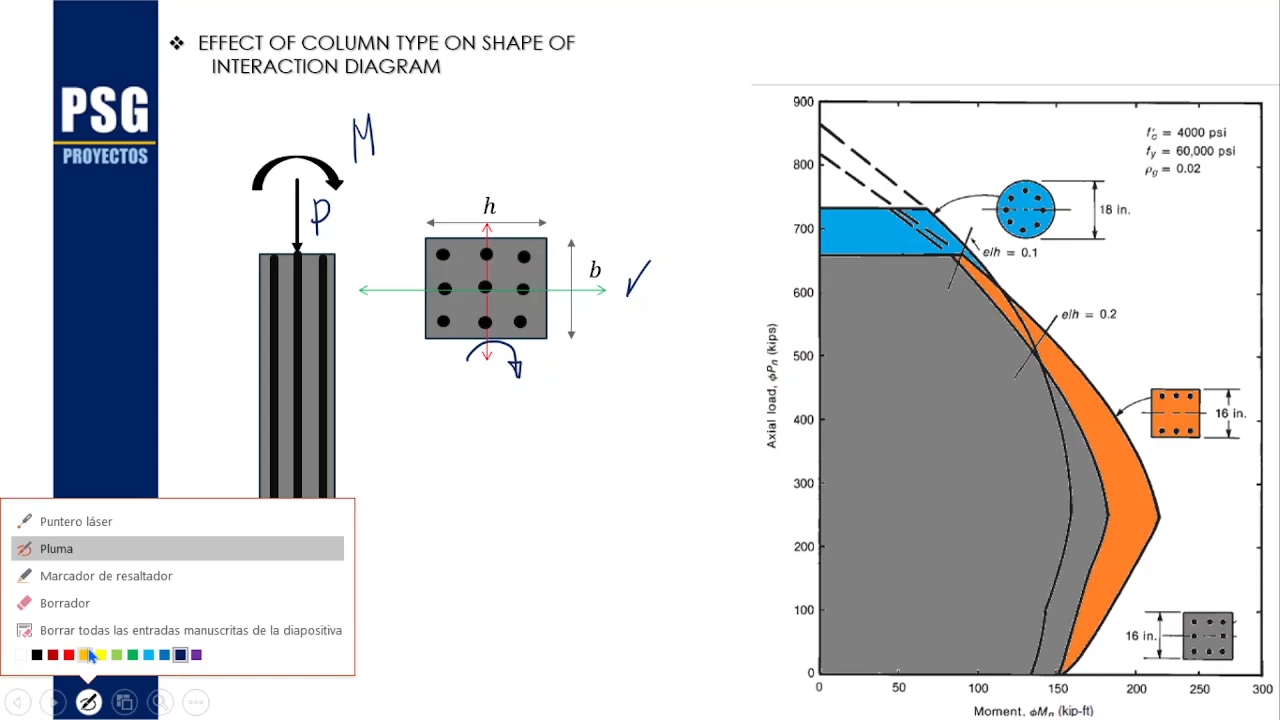 ❖ EFFECT OF COLUMN TYPE ON SHAPE OF
INTERACTION DIAGRAM
PSG
PROYECTOS
M
P
h
b
Puntero láser
Pluma
Marcador de resaltador
Borrador
Borrar todas las entradas manuscritas de la diapositiva
900
800
700
600
500
400
300
200
100
0
Axial load, ϕPn (kips)
f′c = 4000 psi
fy = 60,000 psi
ρg = 0.02
18 in.
e/h = 0.1
e/h = 0.2
16 in.
16 in.
0 50 100 150 200 250 300
Moment, ϕMn (kip-ft)